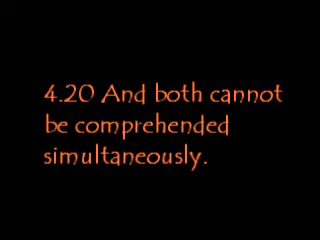 4.20 And both cannot
be comprehended
simultaneously.